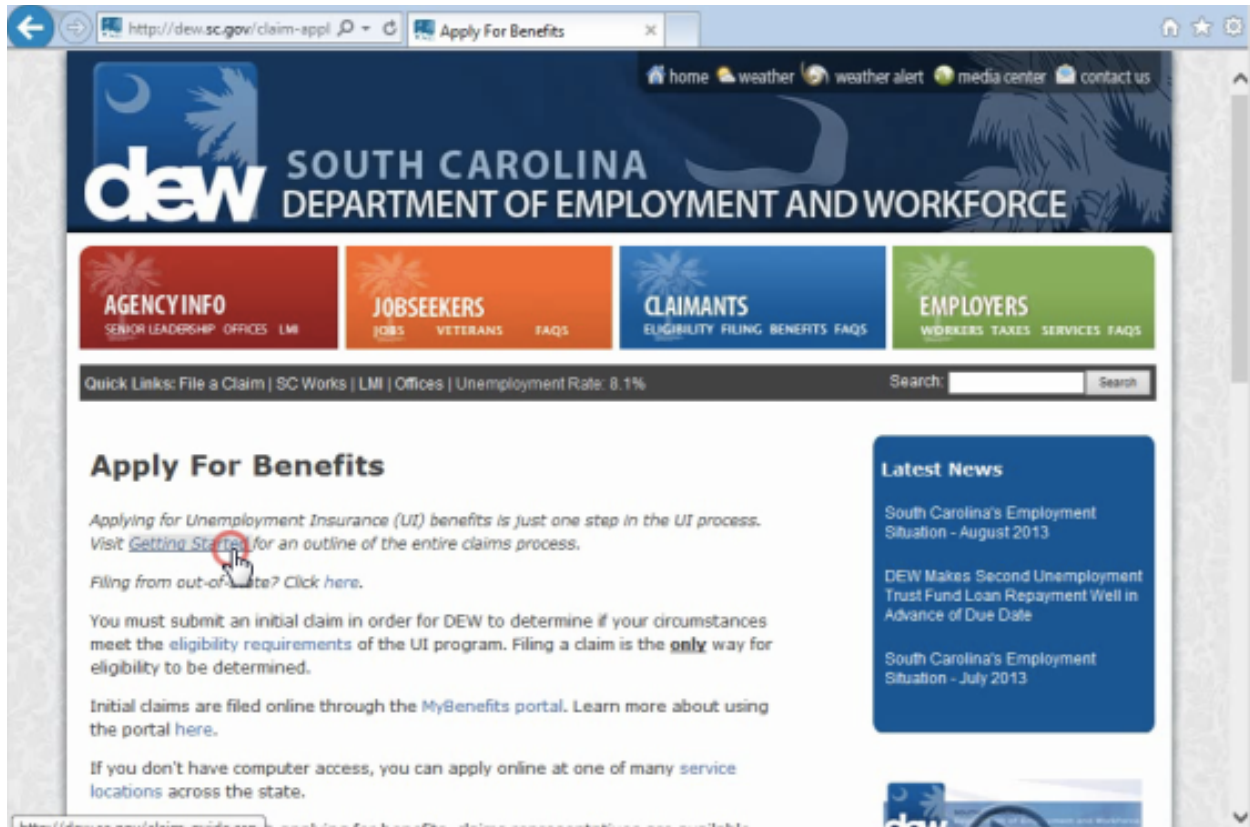 http://dew.sc.gov/claim-appl
Apply For Benefits
home weather weather alert media center contact us
dew
SOUTH CAROLINA
DEPARTMENT OF EMPLOYMENT AND WORKFORCE
AGENCY INFO
SENIOR LEADERSHIP OFFICES LMI
JOBSEEKERS
JOBS VETERANS FAQS
CLAIMANTS
ELIGIBILITY FILING BENEFITS FAQS
EMPLOYERS
WORKERS TAXES SERVICES FAQS
Quick Links: File a Claim | SC Works | LMI | Offices | Unemployment Rate: 8.1%
Search: Search
Apply For Benefits
Applying for Unemployment Insurance (UI) benefits is just one step in the UI process.
Visit Getting Started for an outline of the entire claims process.
Filing from out-of-state? Click here.
You must submit an initial claim in order for DEW to determine if your circumstances
meet the eligibility requirements of the UI program. Filing a claim is the only way for
eligibility to be determined.
Initial claims are filed online through the MyBenefits portal. Learn more about using
the portal here.
If you don't have computer access, you can apply online at one of many service
locations across the state.
applying for benefits, claims representatives are available
Latest News
South Carolina's Employment
Situation - August 2013
DEW Makes Second Unemployment
Trust Fund Loan Repayment Well in
Advance of Due Date
South Carolina's Employment
Situation - July 2013
dew